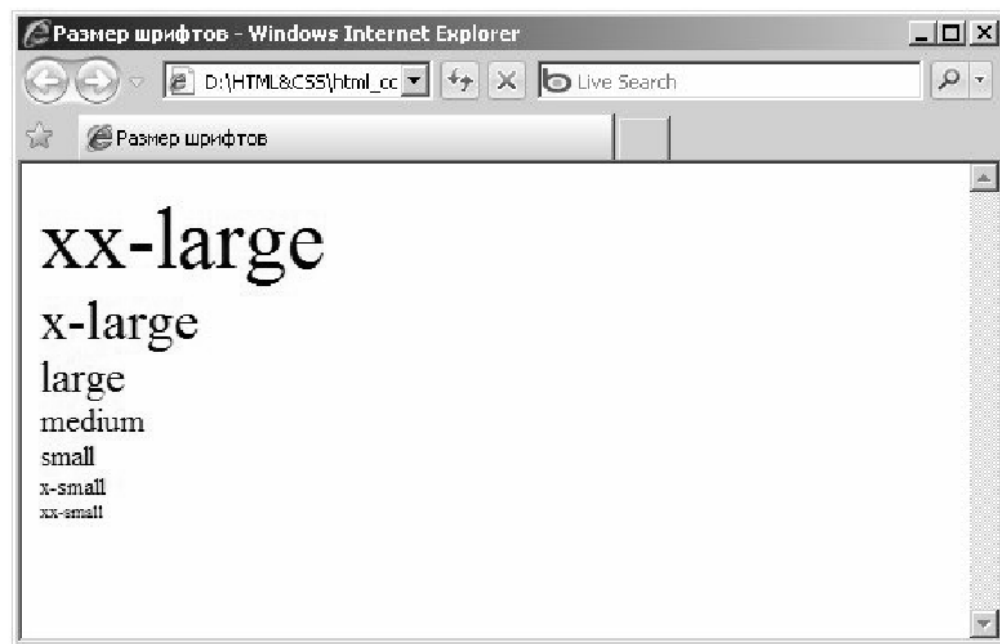 Размер шрифтов - Windows Internet Explorer
D:\HTML&CSS\html_cc
Live Search
Размер шрифтов
xx-large
x-large
large
medium
small
x-small
xx-small